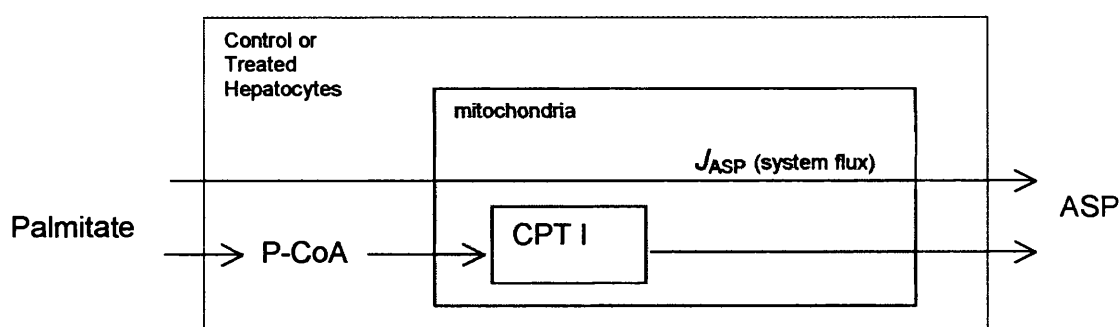 Control or
Treated
Hepatocytes
mitochondria
JASP (system flux)
Palmitate
P-CoA
CPT I
ASP